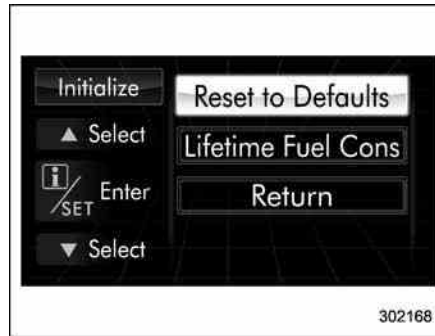 Initialize
Reset to Defaults
▲ Select
Lifetime Fuel Cons
i/SET Enter
Return
▼ Select
302168